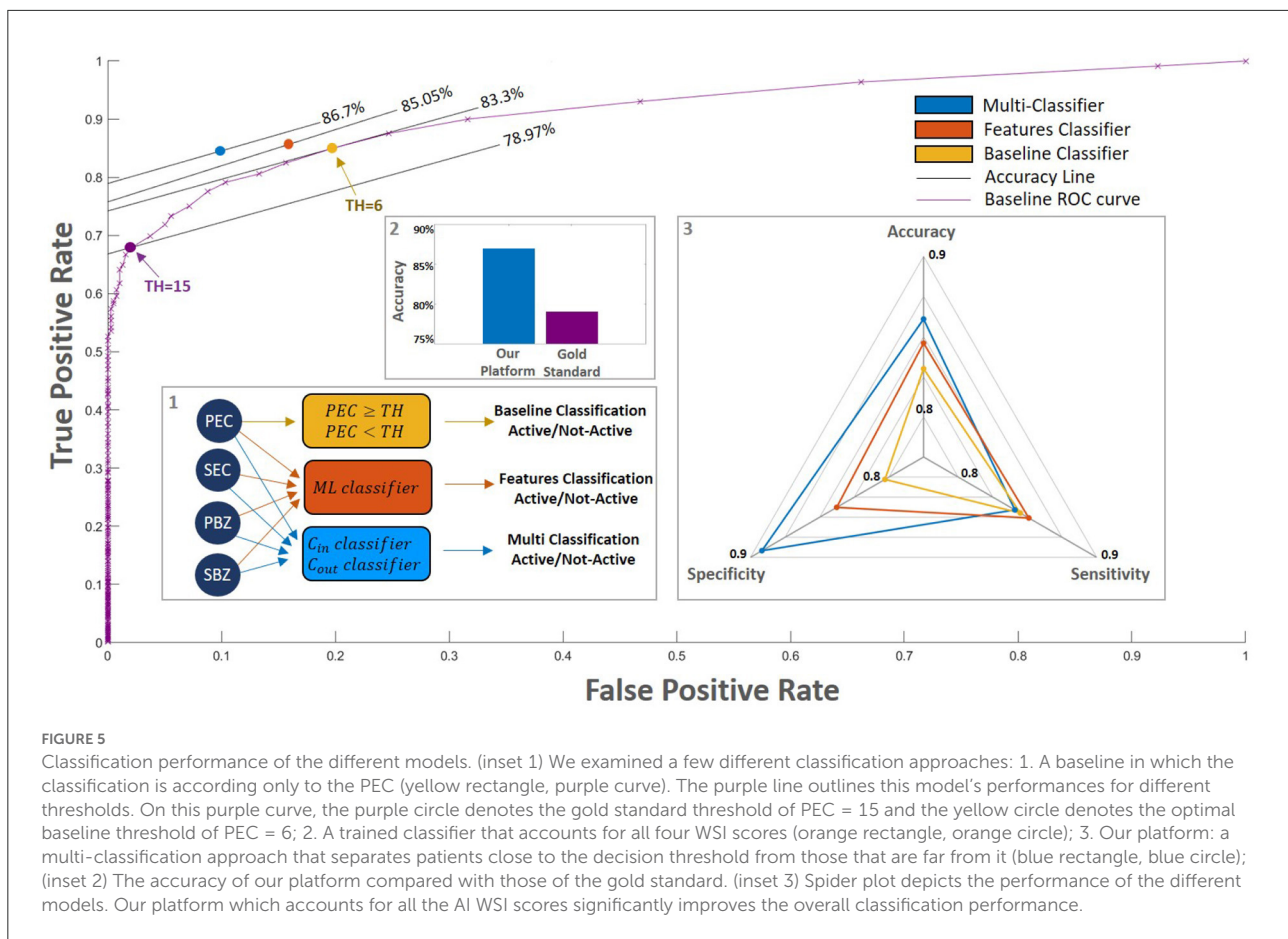 1
0.9
0.8
0.7
0.6
0.5
0.4
0.3
0.2
0.1
0
True Positive Rate
0
0.1
0.2
0.3
0.4
0.5
0.6
0.7
0.8
0.9
1
False Positive Rate
86.7%
85.05%
83.3%
78.97%
TH=6
TH=15
Multi-Classifier
Features Classifier
Baseline Classifier
Accuracy Line
Baseline ROC curve
2
90%
85%
80%
75%
Accuracy
Our
Platform
Gold
Standard
1
PEC
SEC
PBZ
SBZ
PEC ≥ TH
PEC < TH
ML classifier
C_in classifier
C_out classifier
Baseline Classification
Active/Not-Active
Features Classification
Active/Not-Active
Multi Classification
Active/Not-Active
3
Accuracy
0.9
0.8
0.8
0.8
0.9
0.9
Specificity
Sensitivity
FIGURE 5
Classification performance of the different models. (inset 1) We examined a few different classification approaches: 1. A baseline in which the
classification is according only to the PEC (yellow rectangle, purple curve). The purple line outlines this model's performances for different
thresholds. On this purple curve, the purple circle denotes the gold standard threshold of PEC = 15 and the yellow circle denotes the optimal
baseline threshold of PEC = 6; 2. A trained classifier that accounts for all four WSI scores (orange rectangle, orange circle); 3. Our platform: a
multi-classification approach that separates patients close to the decision threshold from those that are far from it (blue rectangle, blue circle);
(inset 2) The accuracy of our platform compared with those of the gold standard. (inset 3) Spider plot depicts the performance of the different
models. Our platform which accounts for all the AI WSI scores significantly improves the overall classification performance.